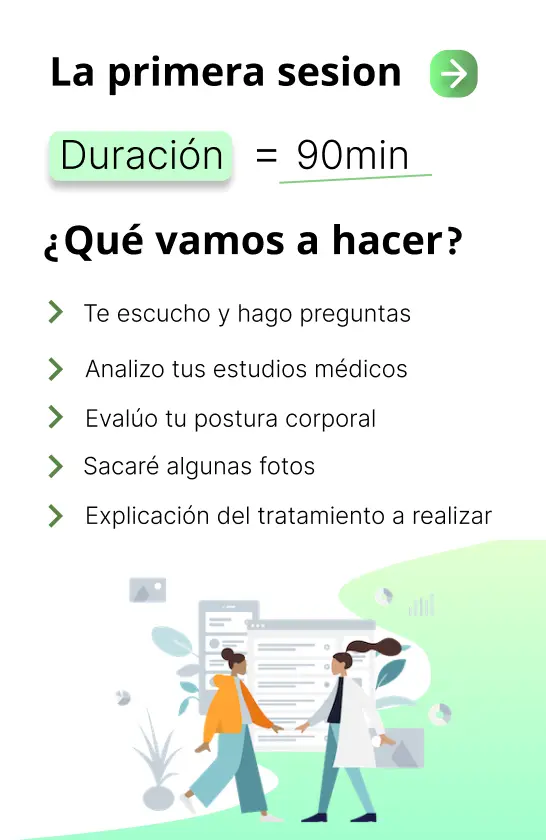 La primera sesion
Duración = 90min
¿Qué vamos a hacer?
Te escucho y hago preguntas
Analizo tus estudios médicos
Evalúo tu postura corporal
Sacaré algunas fotos
Explicación del tratamiento a realizar